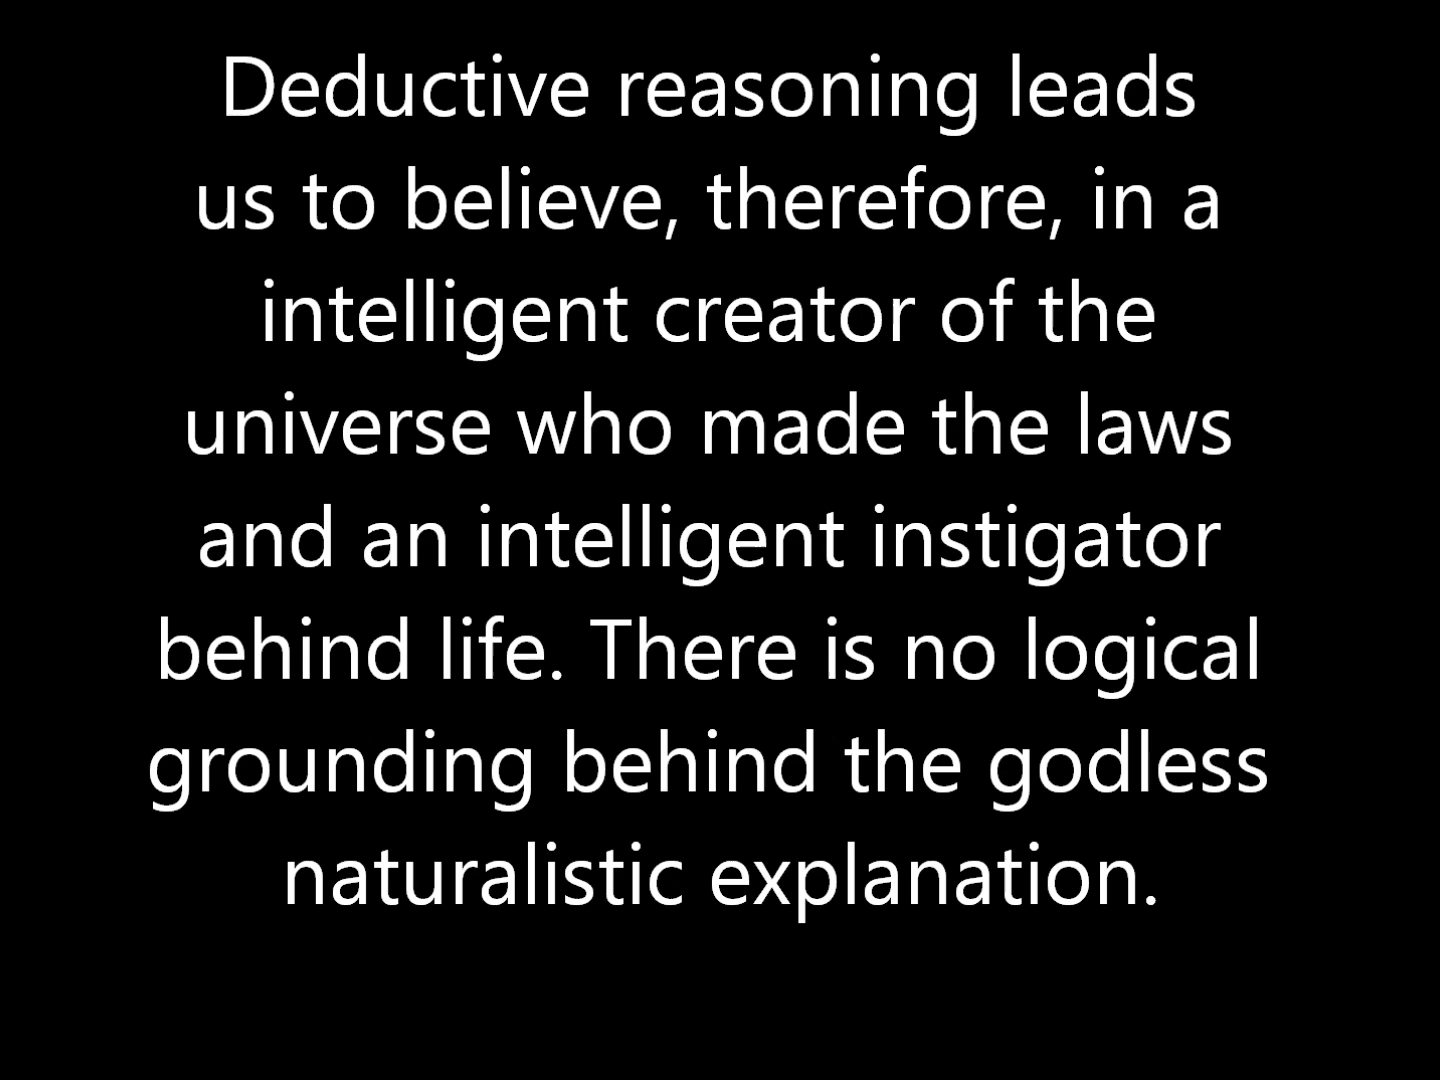 Deductive reasoning leads
us to believe, therefore, in a
intelligent creator of the
universe who made the laws
and an intelligent instigator
behind life. There is no logical
grounding behind the godless
naturalistic explanation.